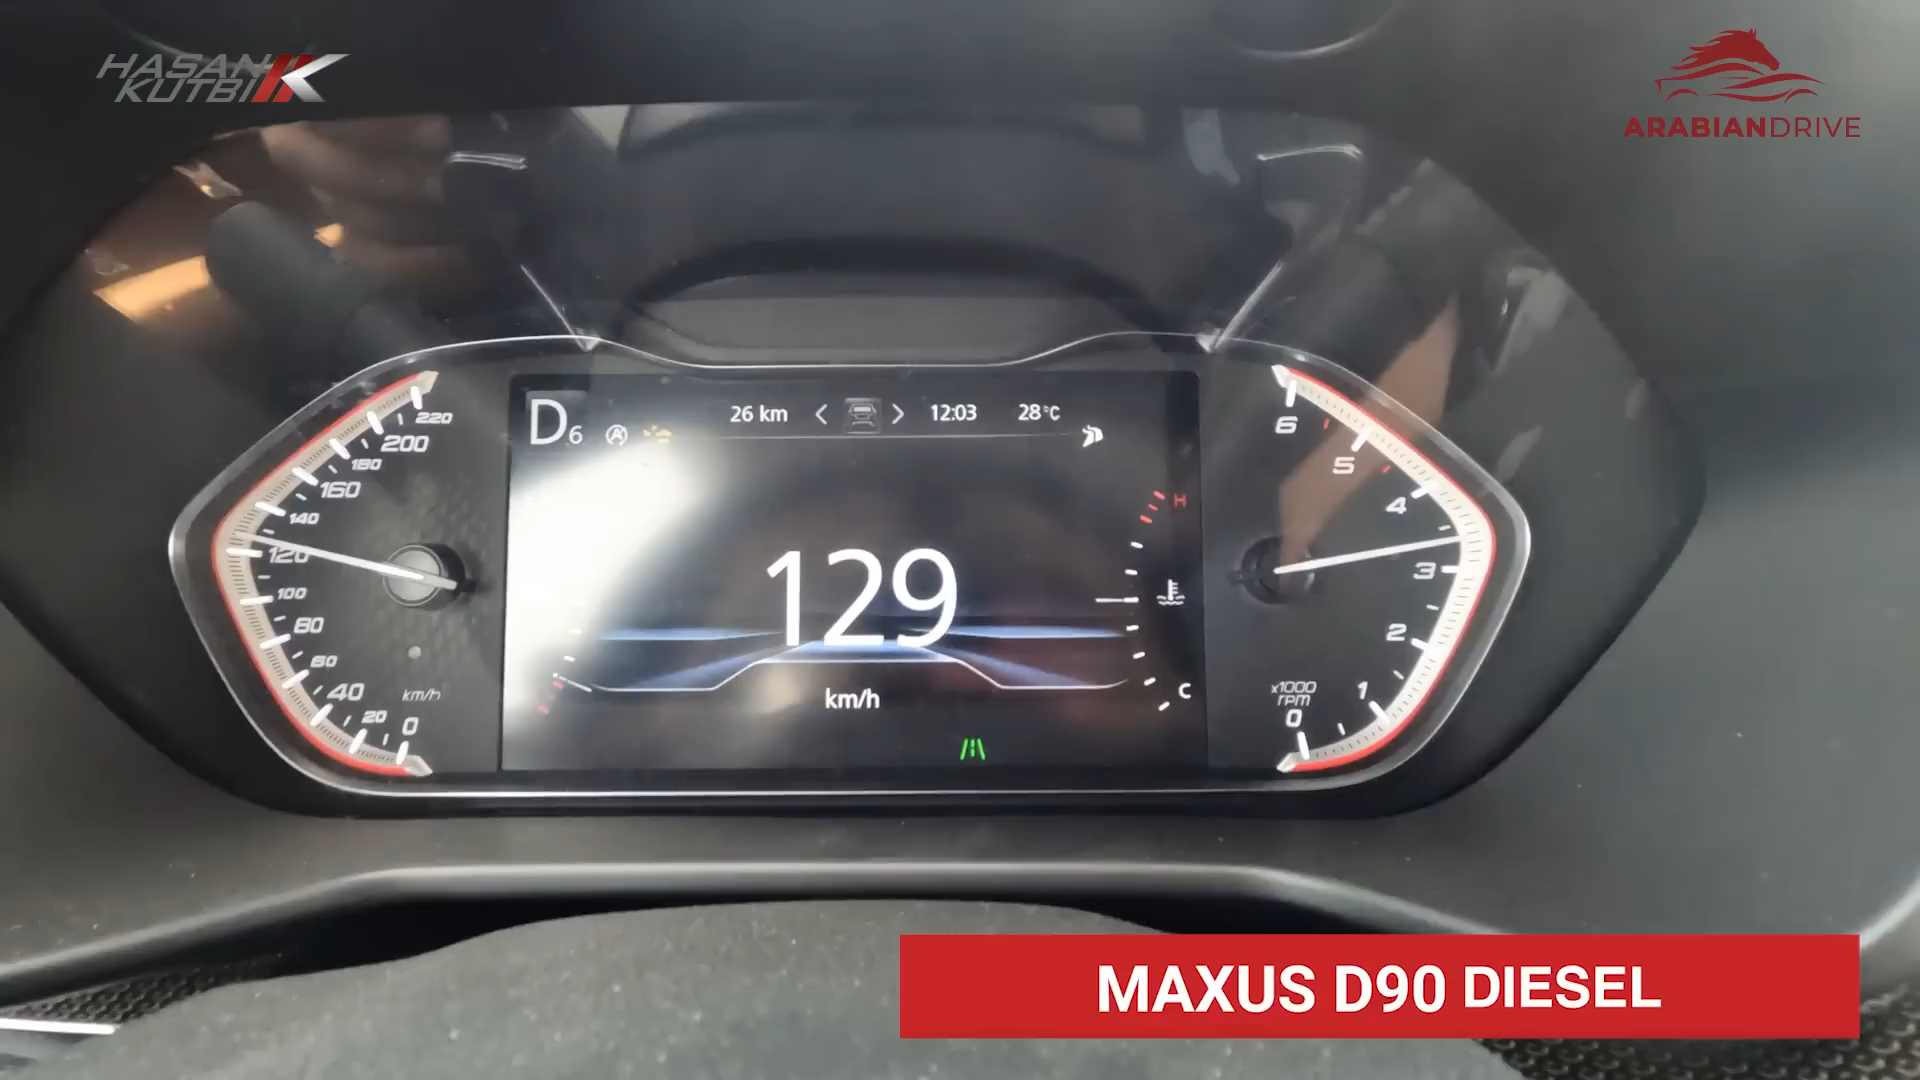 HASAN
KUTBI
ARABIANDRIVE
D6
26 km
12:03
28°C
220
200
180
160
140
120
100
80
60
40
20
0
km/h
129
km/h
H
C
6
5
4
3
2
1
0
x1000
rpm
MAXUS D90 DIESEL